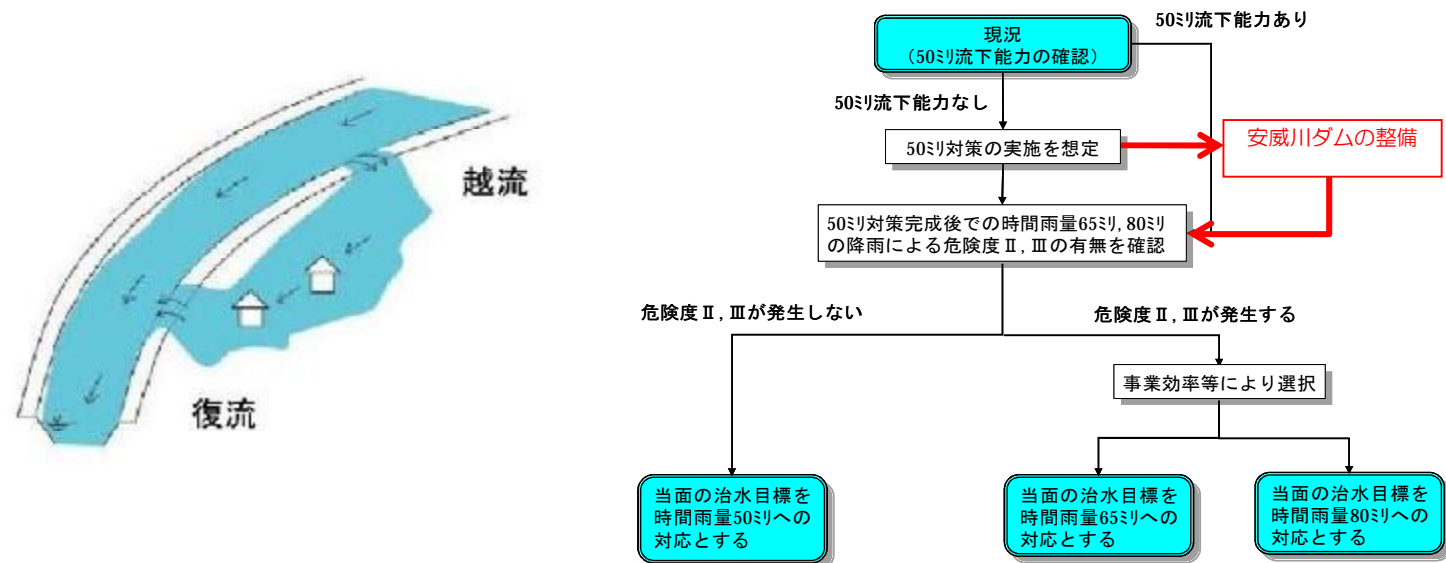 越流
復流
現況
(50ミリ流下能力の確認)
50ミリ流下能力あり
50ミリ流下能力なし
50ミリ対策の実施を想定
安威川ダムの整備
50ミリ対策完成後での時間雨量65ミリ,80ミリ
の降雨による危険度Ⅱ,Ⅲの有無を確認
危険度Ⅱ,Ⅲが発生しない
危険度Ⅱ,Ⅲが発生する
事業効率等により選択
当面の治水目標を
時間雨量50ミリへの
対応とする
当面の治水目標を
時間雨量65ミリへの
対応とする
当面の治水目標を
時間雨量80ミリへの
対応とする